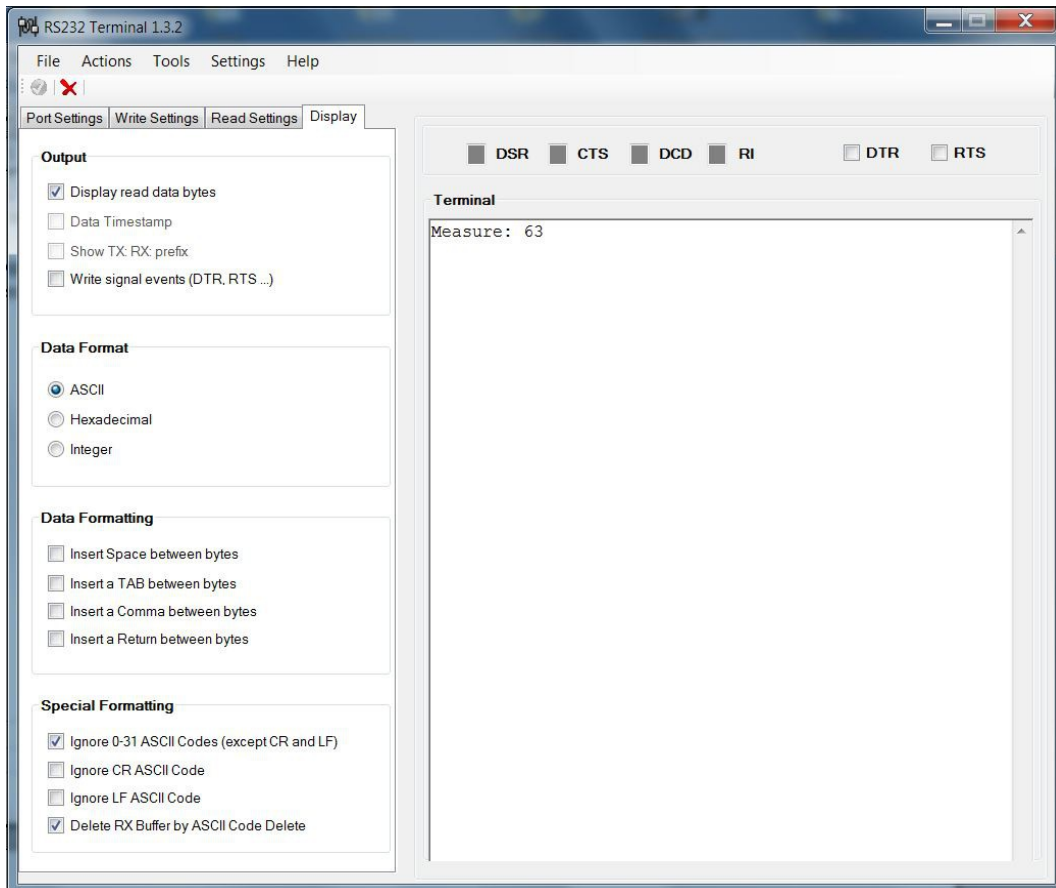 RS232 Terminal 1.3.2
File Actions Tools Settings Help
Port Settings Write Settings Read Settings Display
Output
Display read data bytes
Data Timestamp
Show TX: RX: prefix
Write signal events (DTR, RTS ...)
Data Format
ASCII
Hexadecimal
Integer
Data Formatting
Insert Space between bytes
Insert a TAB between bytes
Insert a Comma between bytes
Insert a Return between bytes
Special Formatting
Ignore 0-31 ASCII Codes (except CR and LF)
Ignore CR ASCII Code
Ignore LF ASCII Code
Delete RX Buffer by ASCII Code Delete
DSR CTS DCD RI DTR RTS
Terminal
Measure: 63